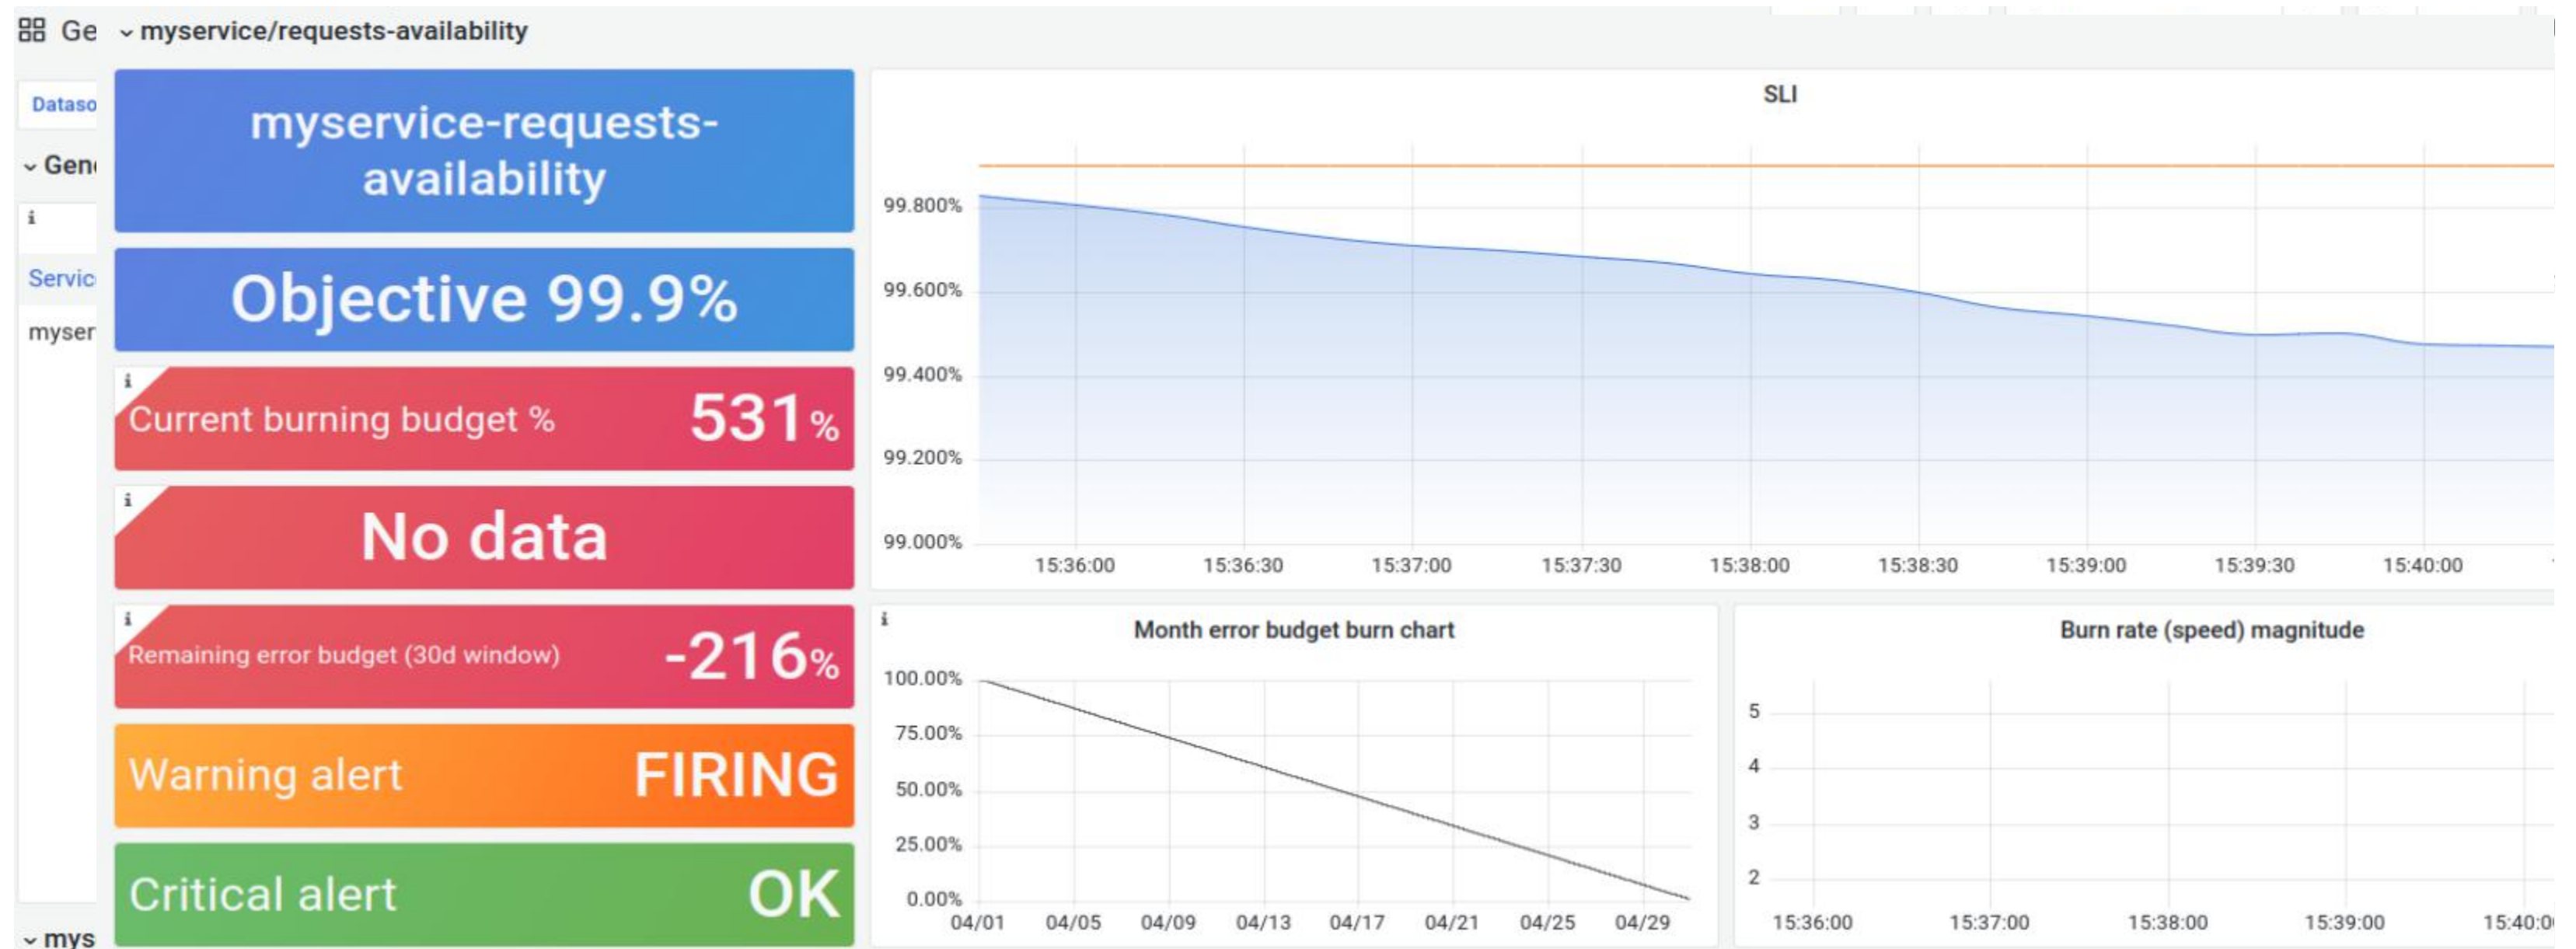 Ge
myservice/requests-availability
Dataso
Gene
i
Servic
myser
mys
myservice-requests-
availability
Objective 99.9%
i
Current burning budget %
531%
i
No data
i
Remaining error budget (30d window)
-216%
Warning alert
FIRING
Critical alert
OK
SLI
99.800%
99.600%
99.400%
99.200%
99.000%
15:36:00 15:36:30 15:37:00 15:37:30 15:38:00 15:38:30 15:39:00 15:39:30 15:40:00
i
Month error budget burn chart
100.00%
75.00%
50.00%
25.00%
0.00%
04/01 04/05 04/09 04/13 04/17 04/21 04/25 04/29
Burn rate (speed) magnitude
5
4
3
2
15:36:00 15:37:00 15:38:00 15:39:00 15:40:0